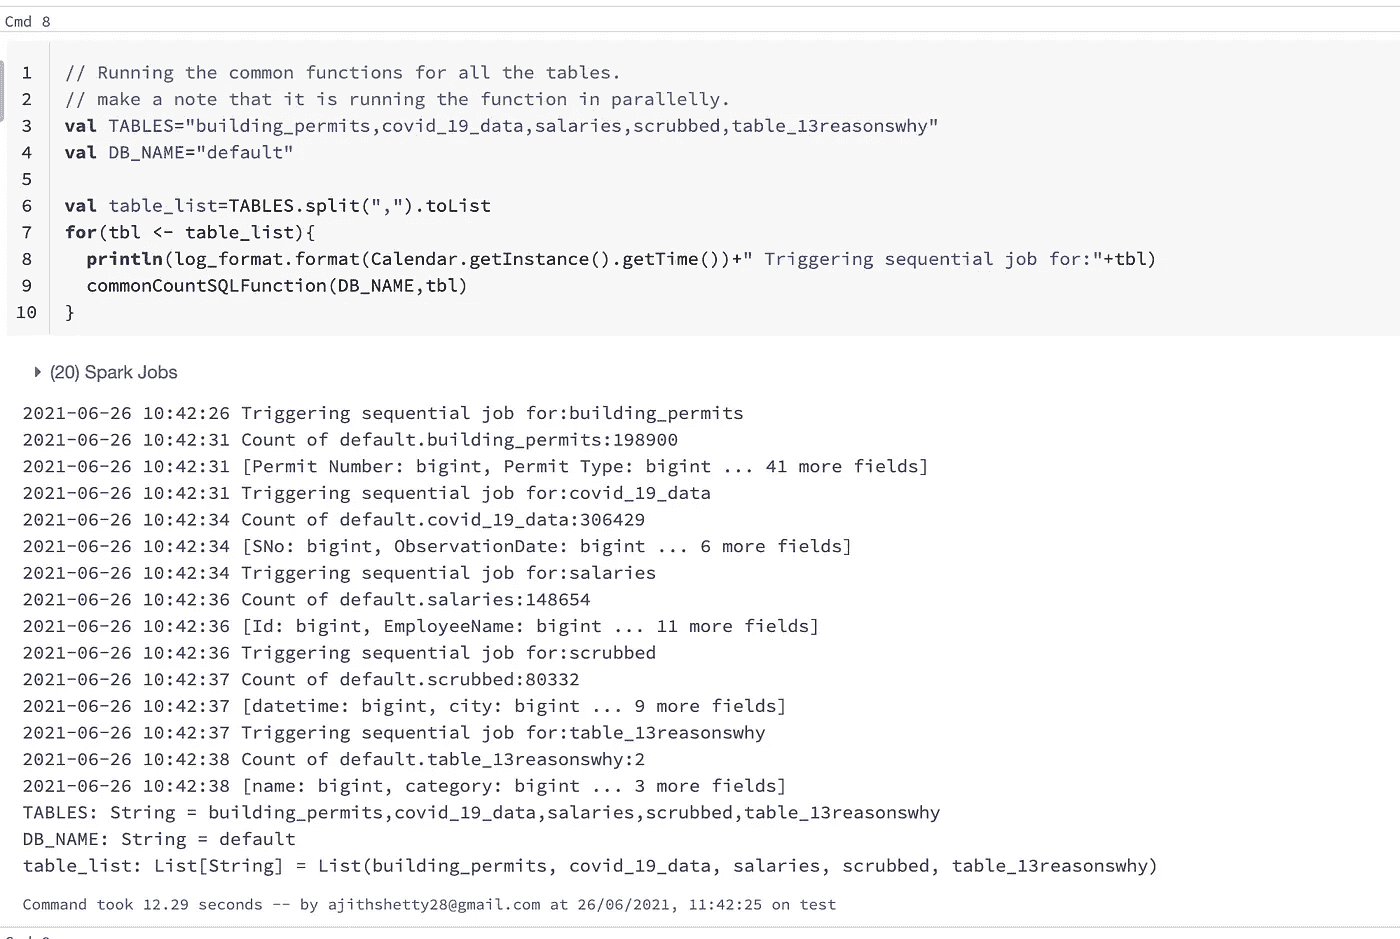 Cmd 8
1 // Running the common functions for all the tables.
2 // make a note that it is running the function in parallelly.
3 val TABLES="building_permits,covid_19_data,salaries,scrubbed,table_13reasonswhy"
4 val DB_NAME="default"
5
6 val table_list=TABLES.split(",").toList
7 for(tbl <- table_list){
8 println(log_format.format(Calendar.getInstance().getTime())+" Triggering sequential job for:"+tbl)
9 commonCountSQLFunction(DB_NAME,tbl)
10 }
(20) Spark Jobs
2021-06-26 10:42:26 Triggering sequential job for:building_permits
2021-06-26 10:42:31 Count of default.building_permits:198900
2021-06-26 10:42:31 [Permit Number: bigint, Permit Type: bigint ... 41 more fields]
2021-06-26 10:42:31 Triggering sequential job for:covid_19_data
2021-06-26 10:42:34 Count of default.covid_19_data:306429
2021-06-26 10:42:34 [SNo: bigint, ObservationDate: bigint ... 6 more fields]
2021-06-26 10:42:34 Triggering sequential job for:salaries
2021-06-26 10:42:36 Count of default.salaries:148654
2021-06-26 10:42:36 [Id: bigint, EmployeeName: bigint ... 11 more fields]
2021-06-26 10:42:36 Triggering sequential job for:scrubbed
2021-06-26 10:42:37 Count of default.scrubbed:80332
2021-06-26 10:42:37 [datetime: bigint, city: bigint ... 9 more fields]
2021-06-26 10:42:37 Triggering sequential job for:table_13reasonswhy
2021-06-26 10:42:38 Count of default.table_13reasonswhy:2
2021-06-26 10:42:38 [name: bigint, category: bigint ... 3 more fields]
TABLES: String = building_permits,covid_19_data,salaries,scrubbed,table_13reasonswhy
DB_NAME: String = default
table_list: List[String] = List(building_permits, covid_19_data, salaries, scrubbed, table_13reasonswhy)
Command took 12.29 seconds -- by ajithshetty28@gmail.com at 26/06/2021, 11:42:25 on test